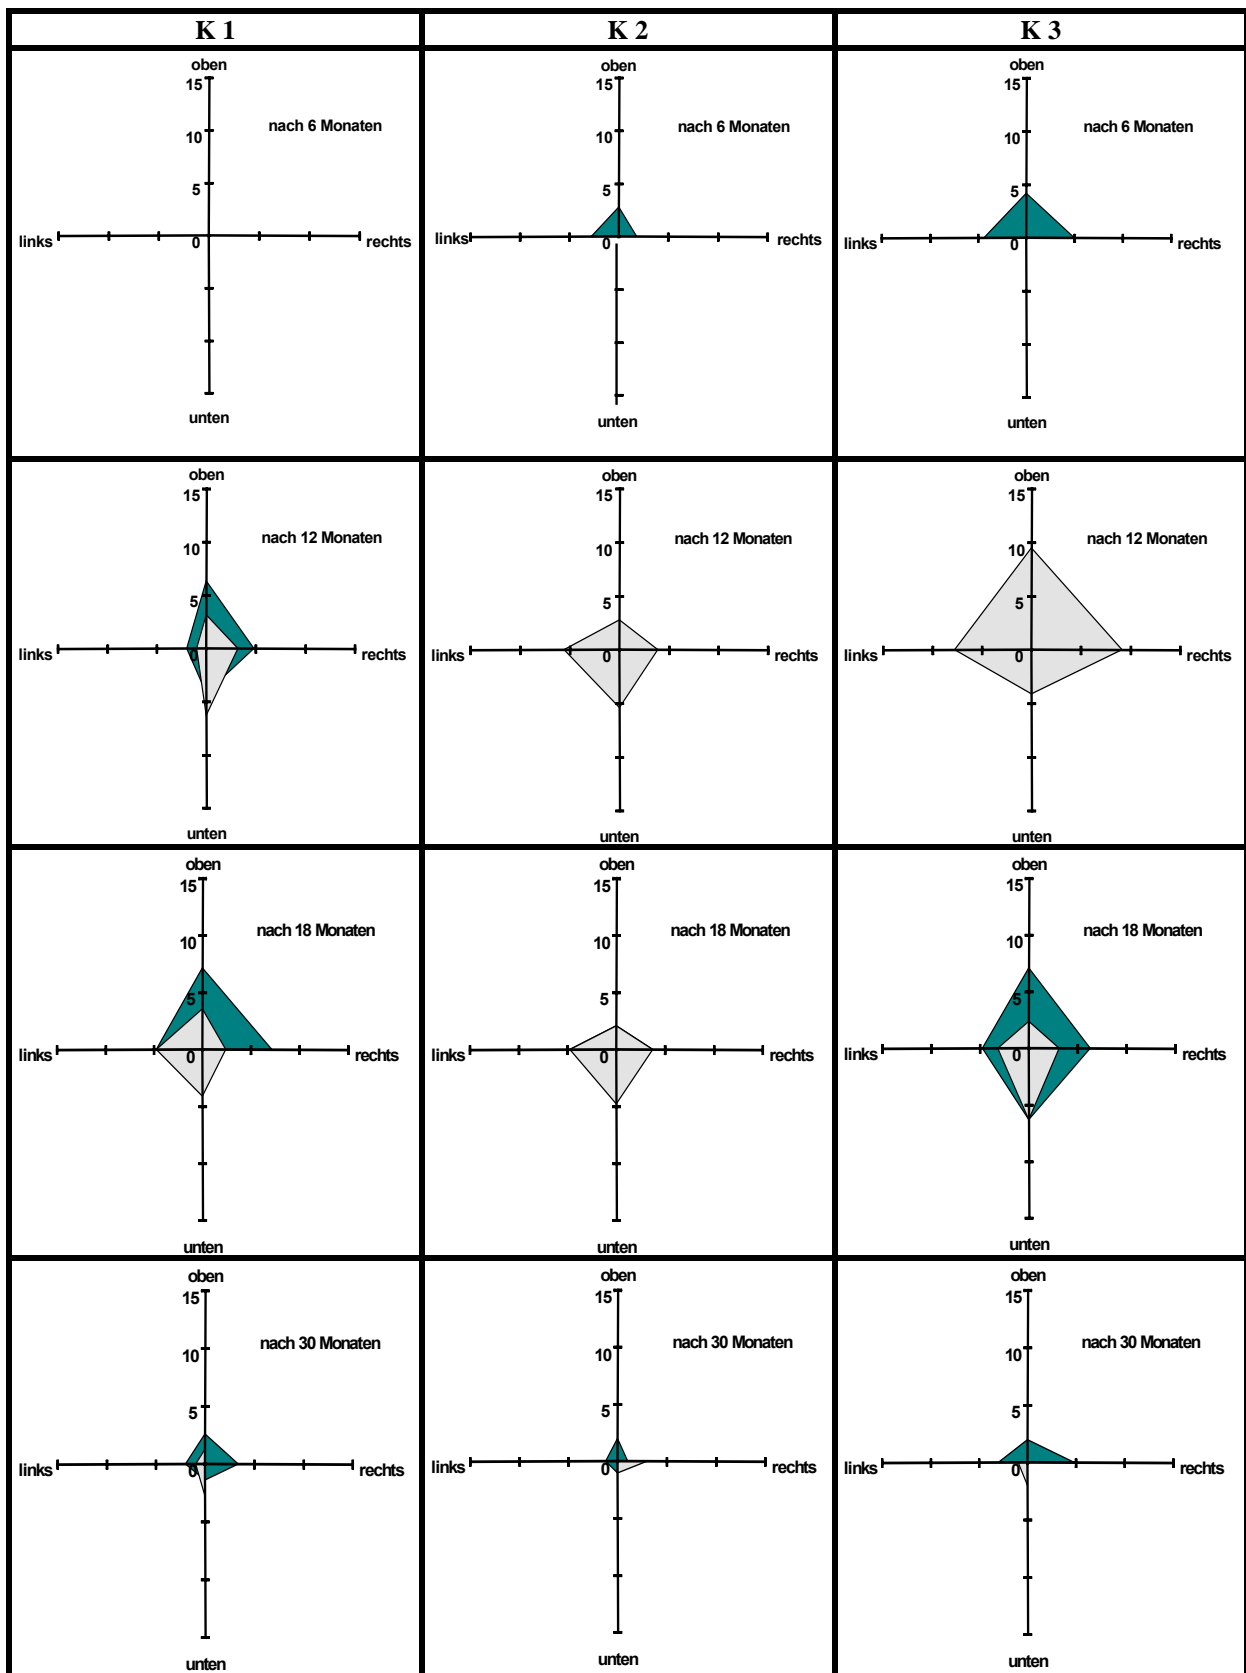 K 1 K 2 K 3
oben oben oben
15 15 15
nach 6 Monaten nach 6 Monaten nach 6 Monaten
10 10 10
5 5 5
links 0 rechts links 0 rechts links 0 rechts
unten unten unten
oben oben oben
15 15 15
nach 12 Monaten nach 12 Monaten nach 12 Monaten
10 10 10
5 5 5
links 0 rechts links 0 rechts links 0 rechts
unten unten unten
oben oben oben
15 15 15
nach 18 Monaten nach 18 Monaten nach 18 Monaten
10 10 10
5 5 5
links 0 rechts links 0 rechts links 0 rechts
unten unten unten
oben oben oben
15 15 15
nach 30 Monaten nach 30 Monaten nach 30 Monaten
10 10 10
5 5 5
links 0 rechts links 0 rechts links 0 rechts
unten unten unten